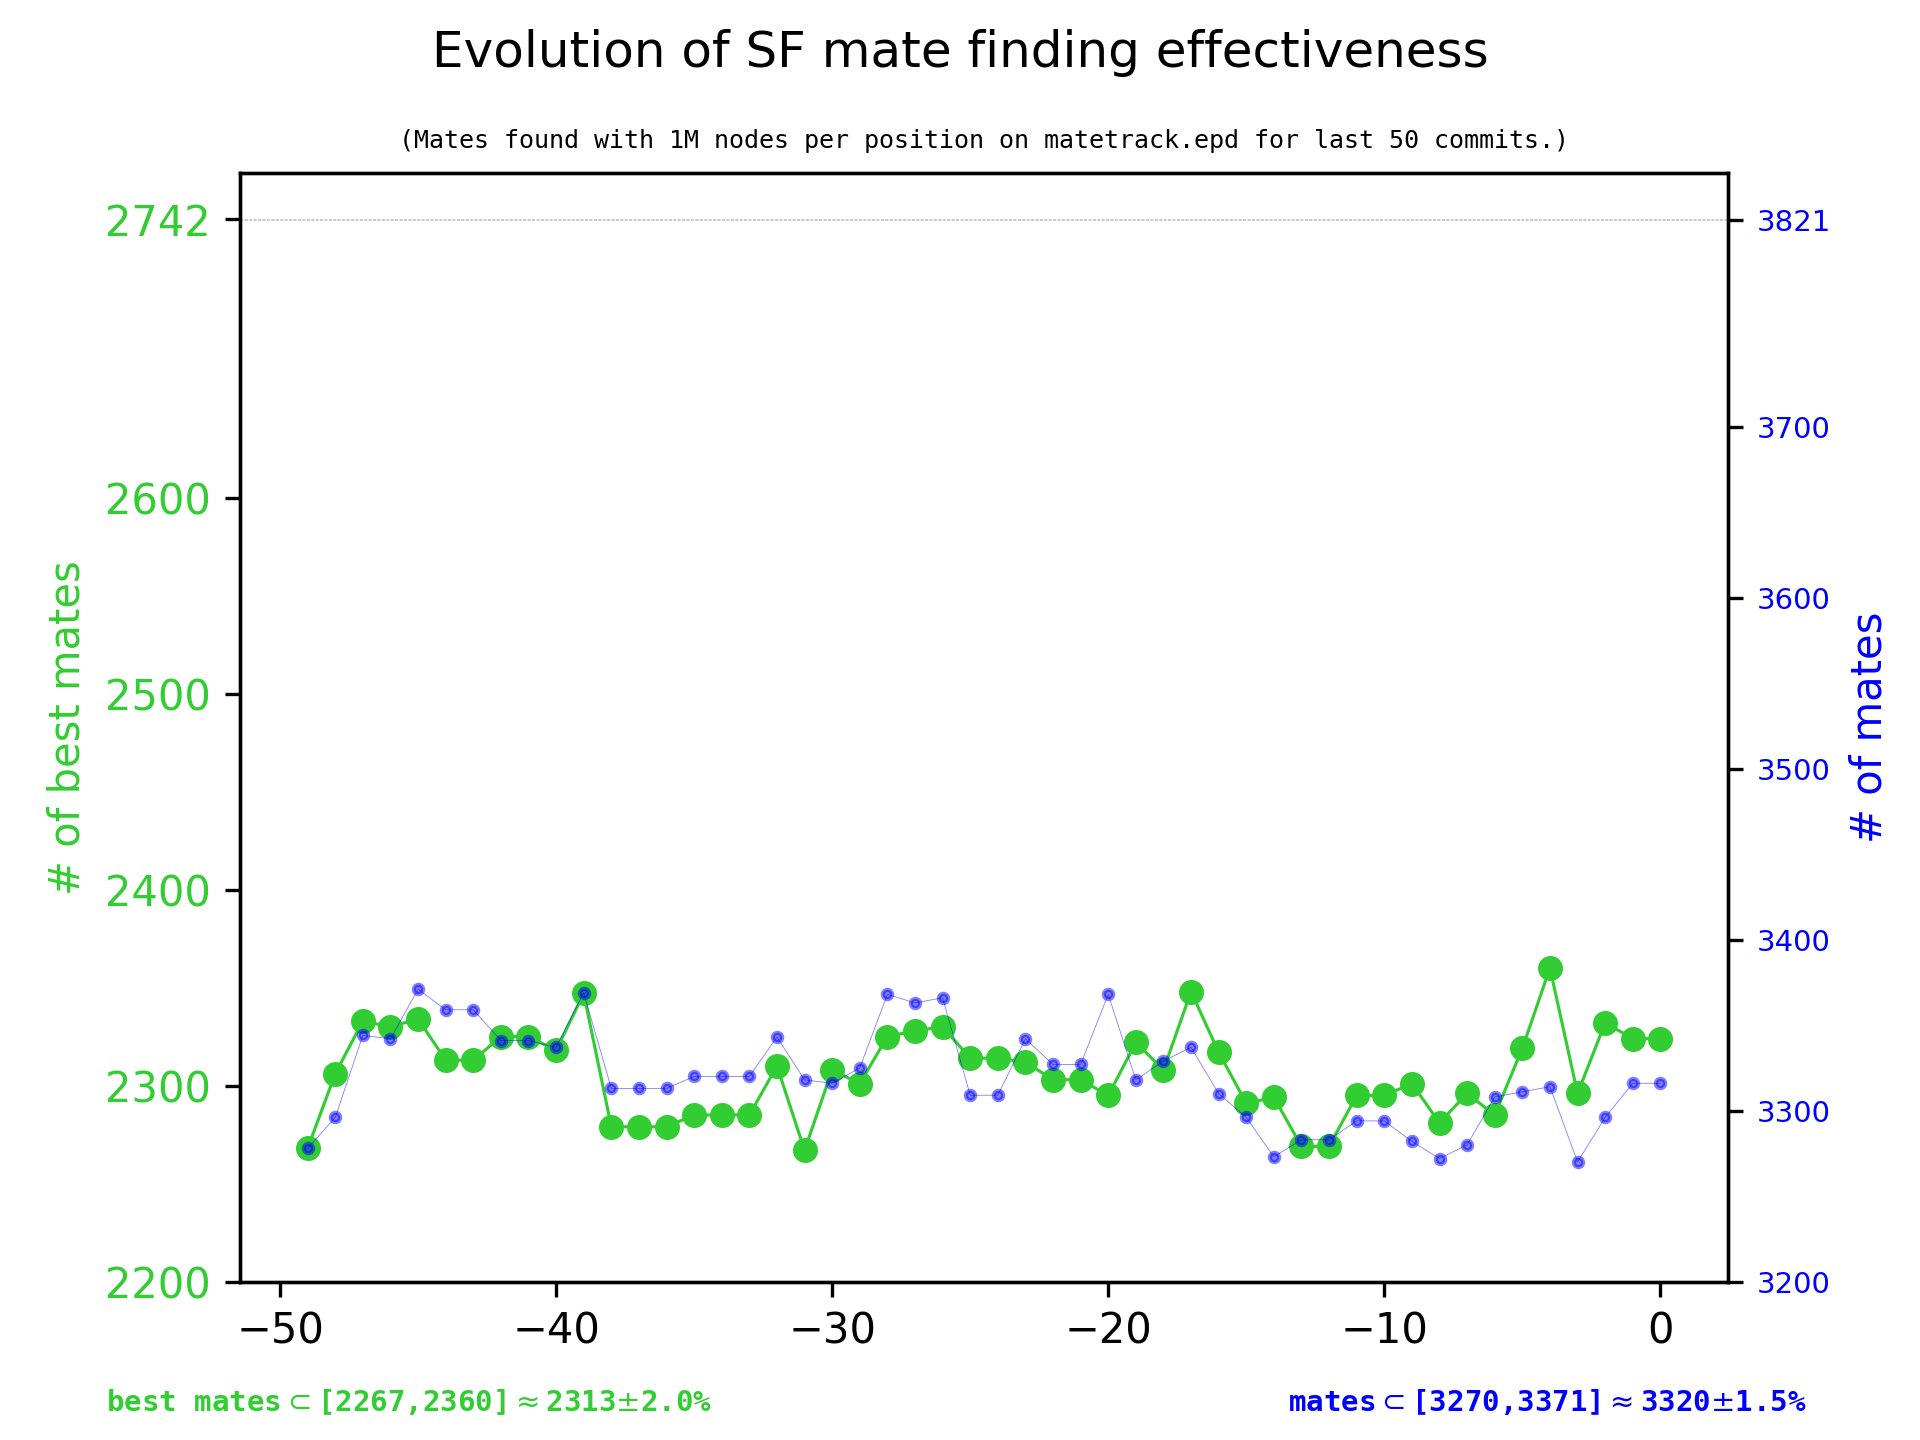 Evolution of SF mate finding effectiveness
(Mates found with 1M nodes per position on matetrack.epd for last 50 commits.)
# of best mates
2742
2600
2500
2400
2300
2200
3821
3700
3600
3500
3400
3300
3200
# of mates
−50 −40 −30 −20 −10 0
best mates ⊂ [2267,2360] ≈ 2313±2.0%
mates ⊂ [3270,3371] ≈ 3320±1.5%